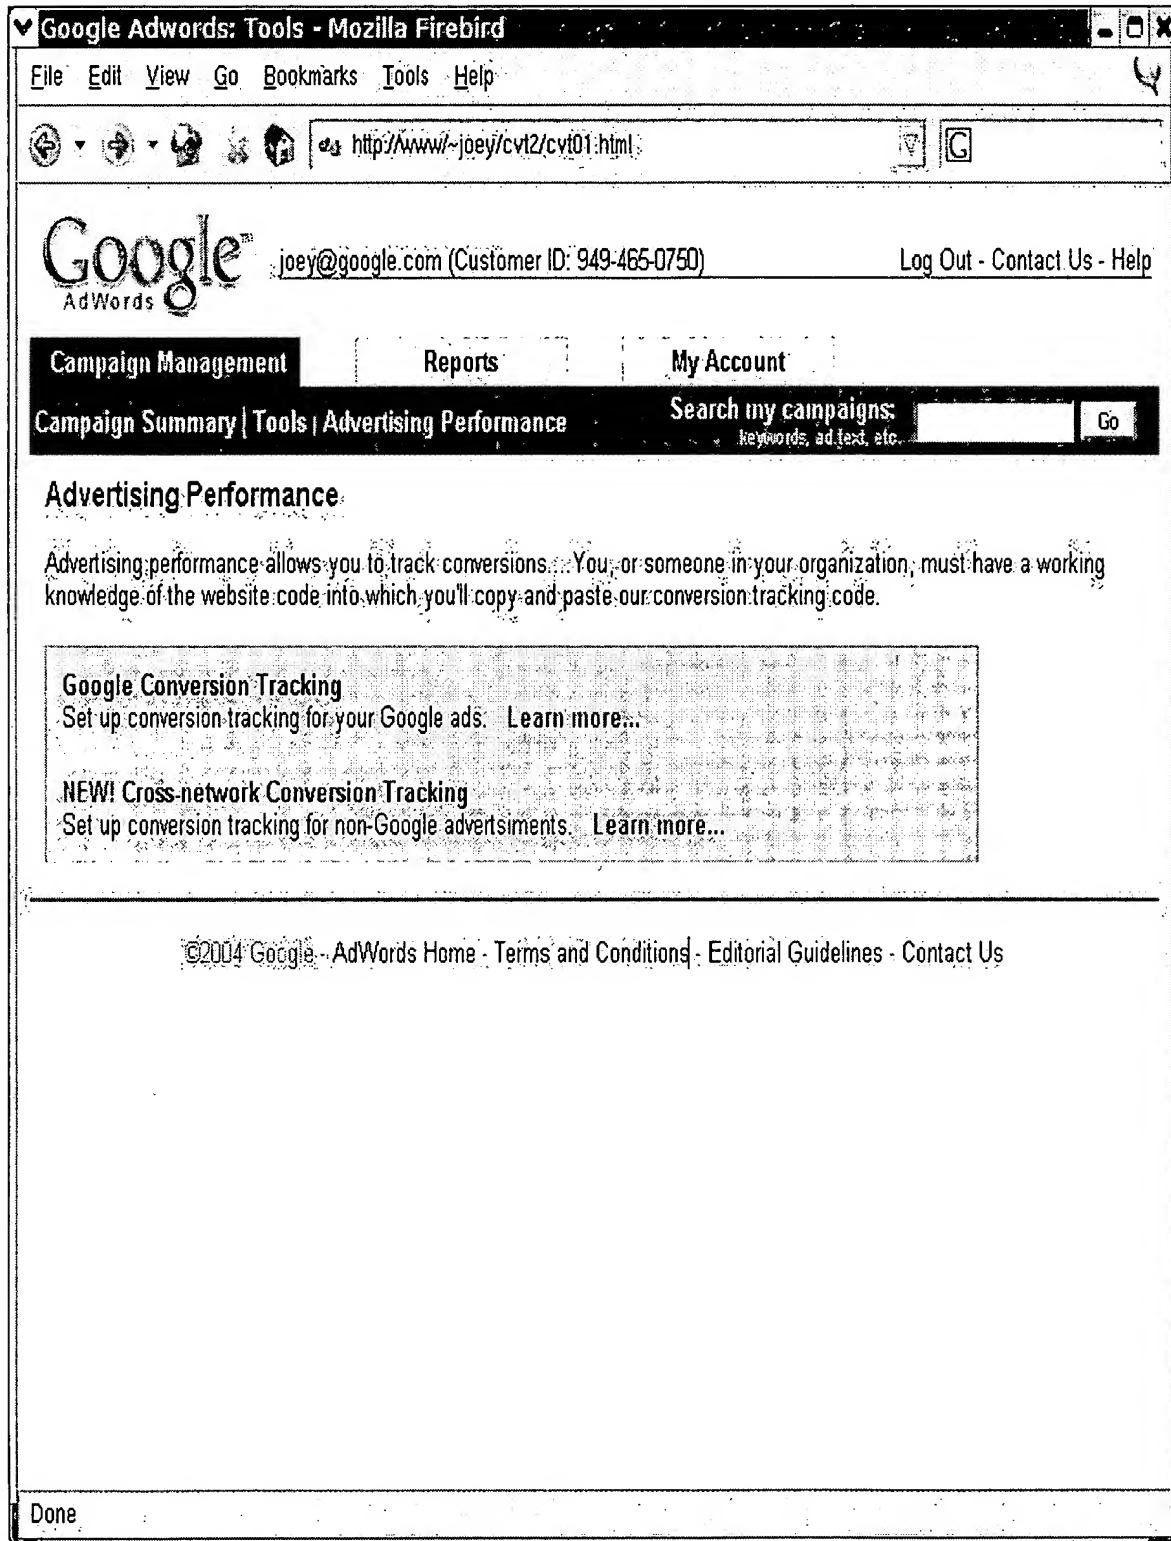 Google Adwords: Tools - Mozilla Firebird
File Edit View Go Bookmarks Tools Help
http://www/~joey/cvt2/cvt01.html
G
Google™
AdWords
joey@google.com (Customer ID: 949-465-0750)
Log Out - Contact Us - Help
Campaign Management Reports My Account
Campaign Summary | Tools | Advertising Performance Search my campaigns: Go
keywords, ad text, etc.
Advertising Performance
Advertising performance allows you to track conversions... You, or someone in your organization, must have a working
knowledge of the website code into which you'll copy and paste our conversion tracking code.
Google Conversion Tracking
Set up conversion tracking for your Google ads. Learn more...
NEW! Cross-network Conversion Tracking
Set up conversion tracking for non-Google advertsiments. Learn more...
©2004 Google - AdWords Home - Terms and Conditions - Editorial Guidelines - Contact Us
Done